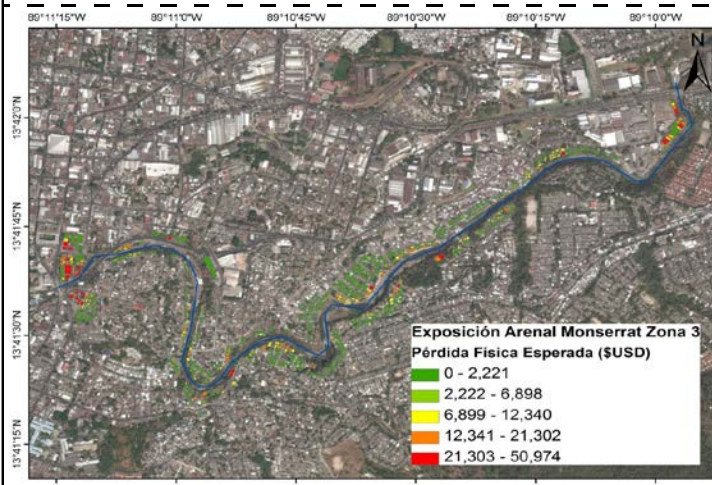 89°11'15"W 89°11'0"W 89°10'45"W 89°10'30"W 89°10'15"W 89°10'0"W
N
13°42'0"N
13°41'45"N
13°41'30"N
13°41'15"N
Exposición Arenal Monserrat Zona 3
Pérdida Física Esperada ($USD)
0 - 2,221
2,222 - 6,898
6,899 - 12,340
12,341 - 21,302
21,303 - 50,974